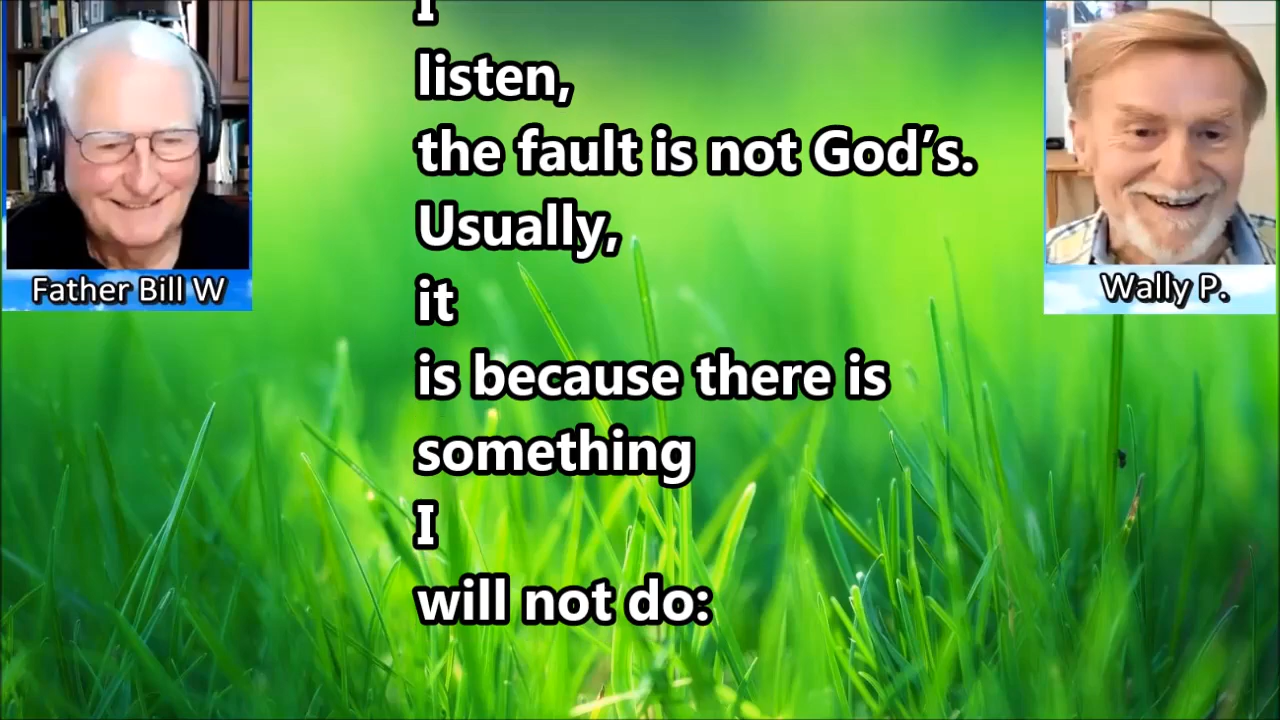 I
listen,
the fault is not God's.
Usually,
it
is because there is
something
I
will not do:
Father Bill W
Wally P.